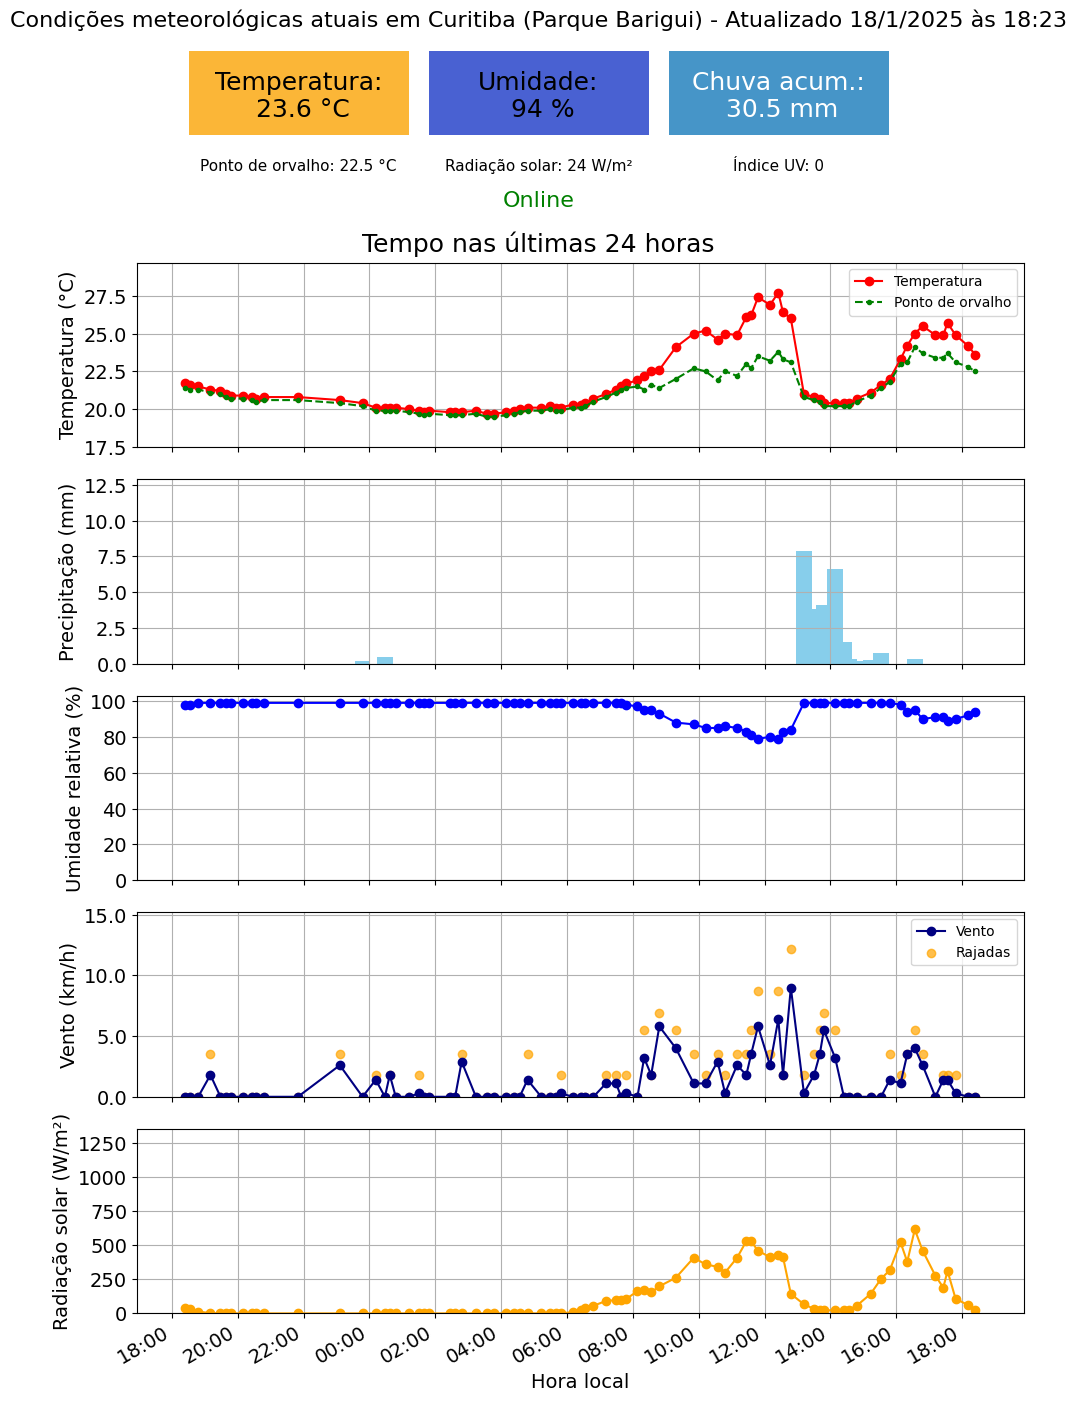 Condições meteorológicas atuais em Curitiba (Parque Barigui) - Atualizado 18/1/2025 às 18:23
Temperatura:
23.6 °C
Umidade:
94 %
Chuva acum.:
30.5 mm
Ponto de orvalho: 22.5 °C
Radiação solar: 24 W/m²
Índice UV: 0
Online
Tempo nas últimas 24 horas
Temperatura (°C)
27.5
25.0
22.5
20.0
17.5
Temperatura
Ponto de orvalho
Precipitação (mm)
12.5
10.0
7.5
5.0
2.5
0.0
Umidade relativa (%)
100
80
60
40
20
0
Vento (km/h)
15.0
10.0
5.0
0.0
Vento
Rajadas
Radiação solar (W/m²)
1250
1000
750
500
250
0
18:00
20:00
22:00
00:00
02:00
04:00
06:00
08:00
10:00
12:00
14:00
16:00
18:00
Hora local